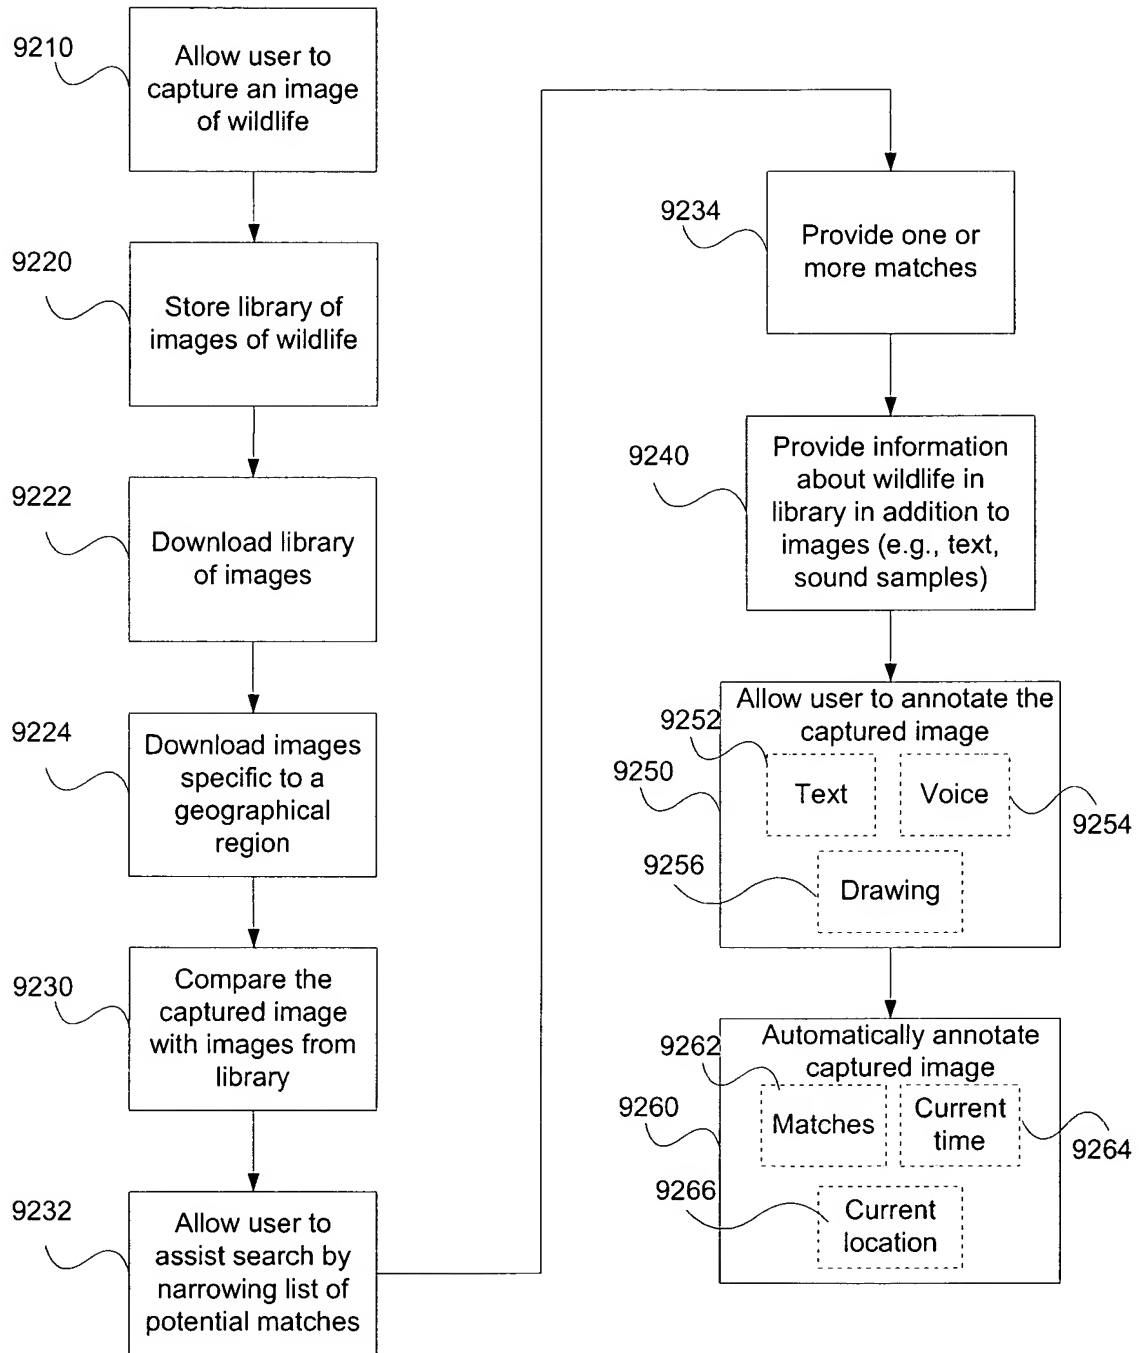 9210
Allow user to
capture an image
of wildlife
9220
Store library of
images of wildlife
9222
Download library
of images
9224
Download images
specific to a
geographical
region
9230
Compare the
captured image
with images from
library
9232
Allow user to
assist search by
narrowing list of
potential matches
9234
Provide one or
more matches
9240
Provide information
about wildlife in
library in addition to
images (e.g., text,
sound samples)
9250
Allow user to annotate the
captured image
9252
Text
Voice
9254
9256
Drawing
9260
Automatically annotate
captured image
9262
Matches
Current
time
9264
9266
Current
location